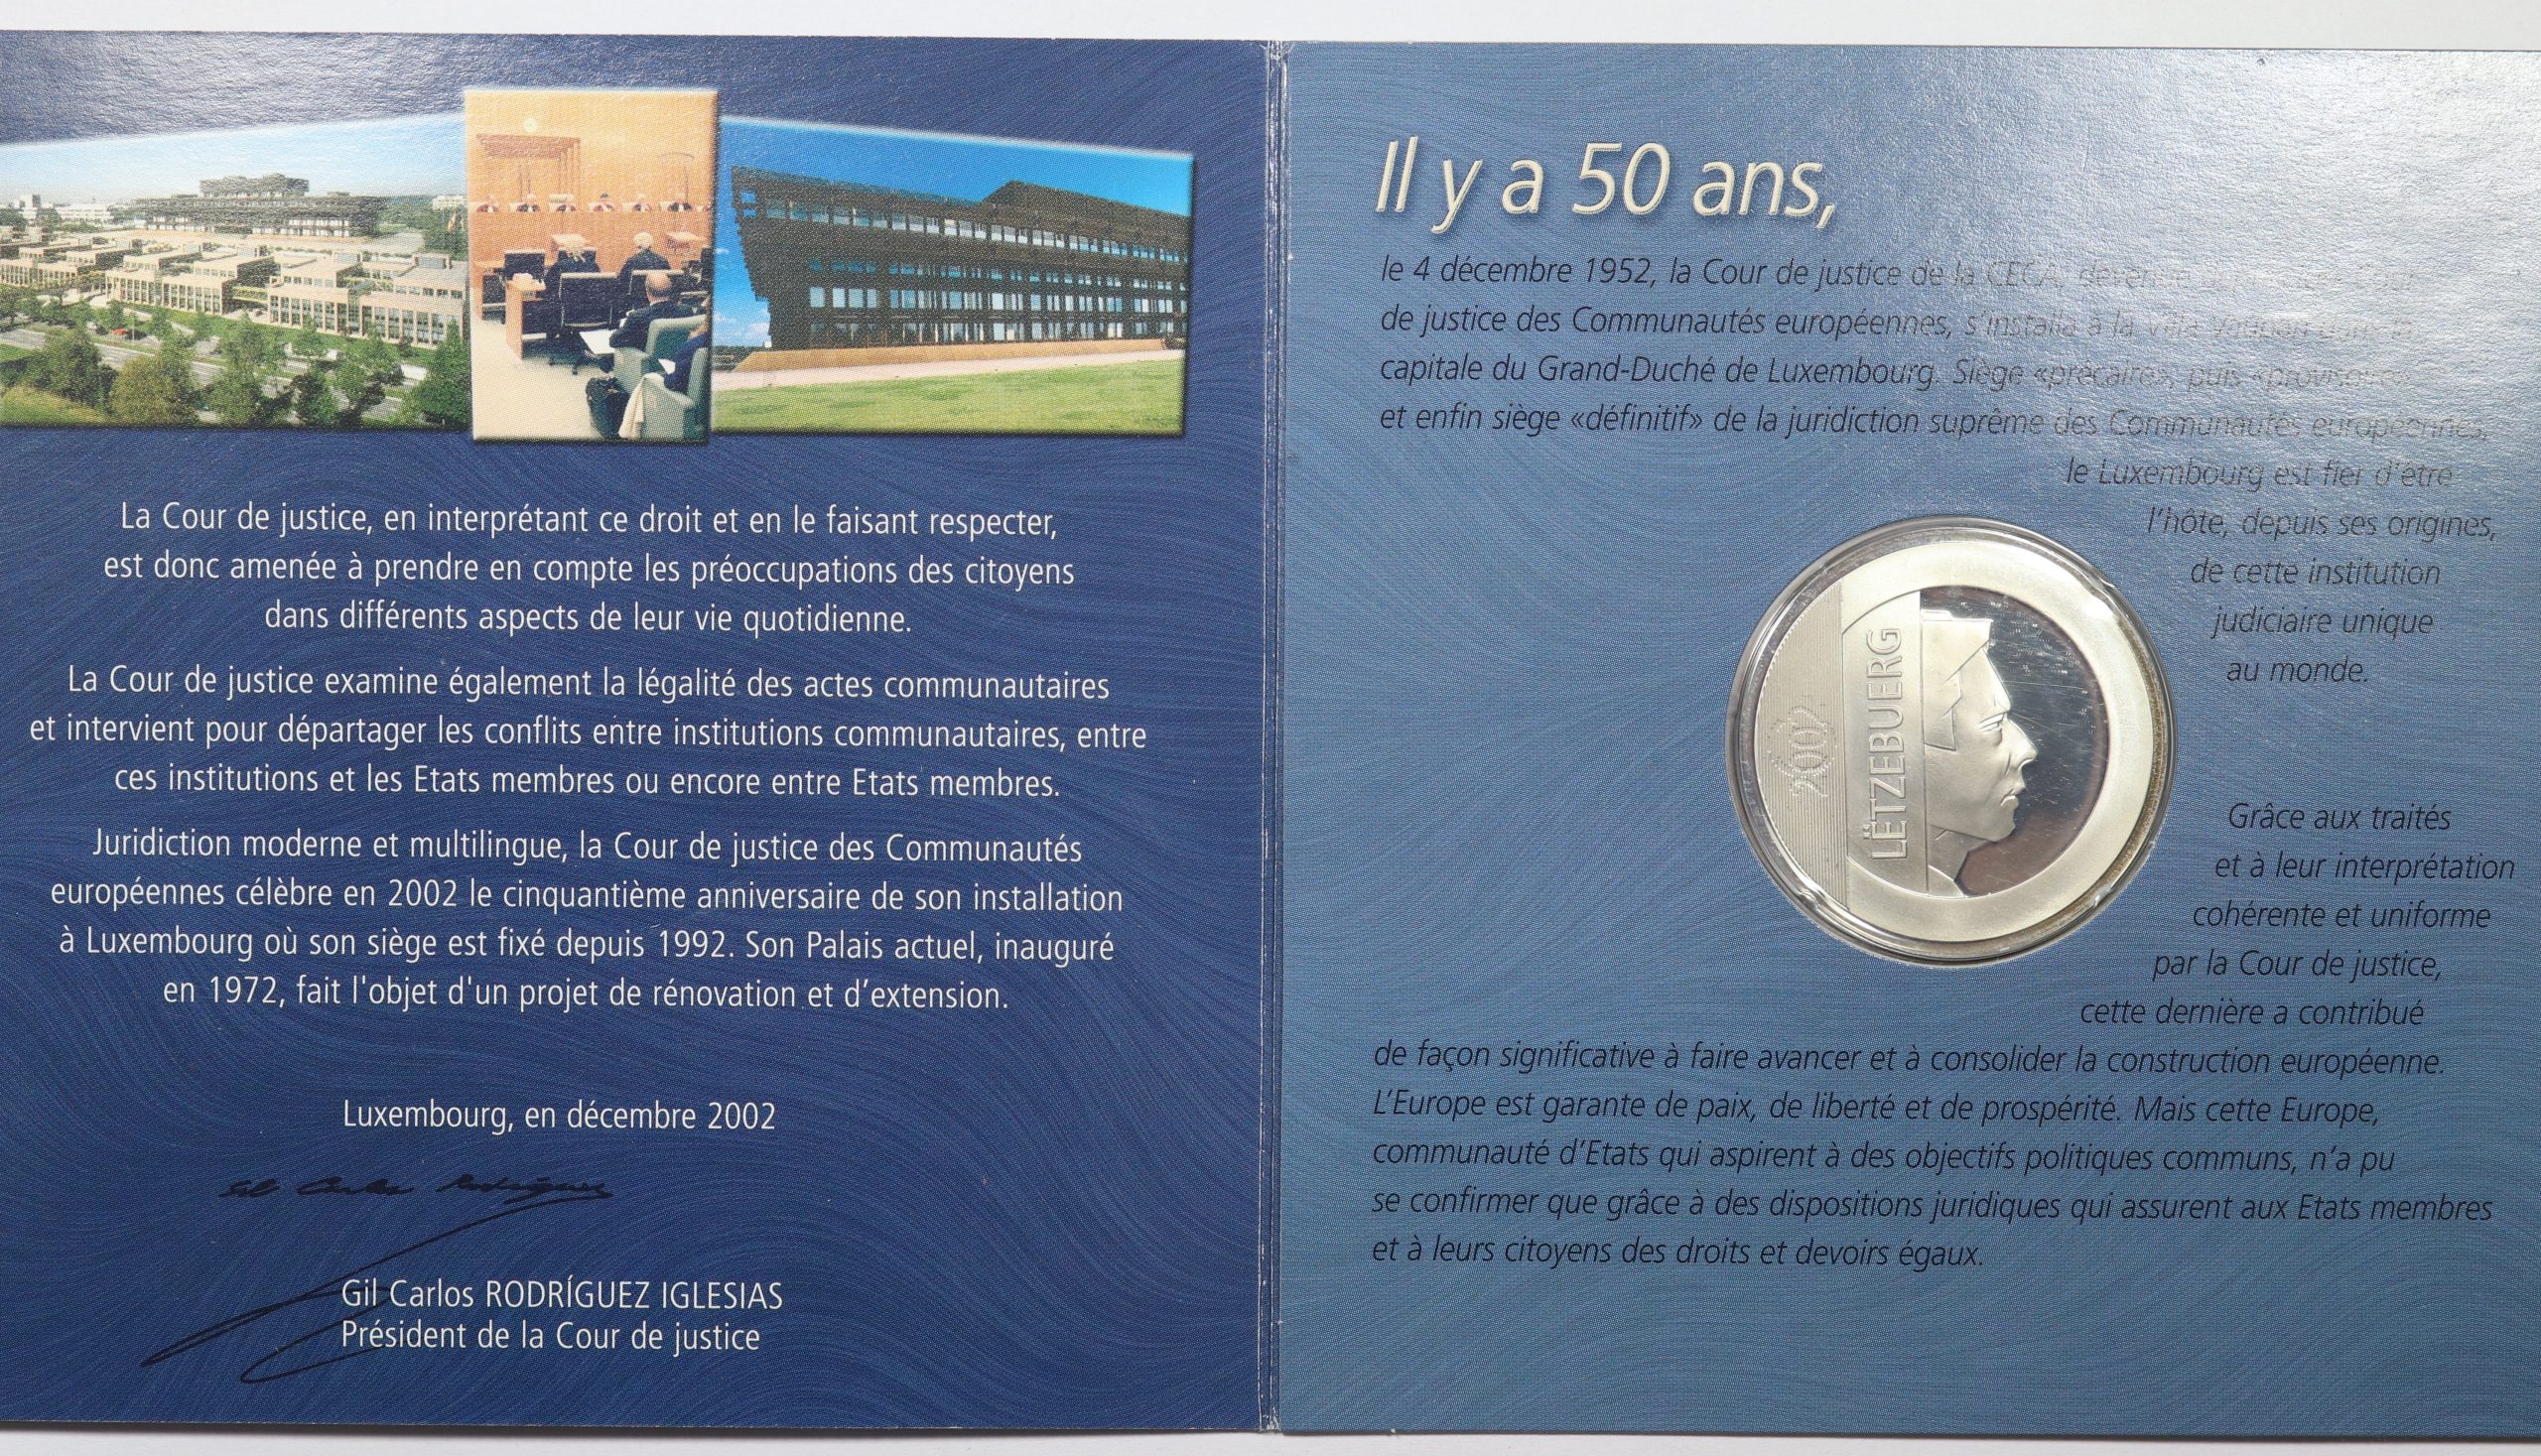 La Cour de justice, en interprétant ce droit et en le faisant respecter,
est donc amenée à prendre en compte les préoccupations des citoyens
dans différents aspects de leur vie quotidienne.
La Cour de justice examine également la légalité des actes communautaires
et intervient pour départager les conflits entre institutions communautaires, entre
ces institutions et les Etats membres ou encore entre Etats membres.
Juridiction moderne et multilingue, la Cour de justice des Communautés
européennes célèbre en 2002 le cinquantième anniversaire de son installation
à Luxembourg où son siège est fixé depuis 1992. Son Palais actuel, inauguré
en 1972, fait l'objet d'un projet de rénovation et d’extension.
Luxembourg, en décembre 2002
Gil Carlos Rodríguez
Gil Carlos RODRÍGUEZ IGLESIAS
Président de la Cour de justice
Il y a 50 ans,
le 4 décembre 1952, la Cour de justice de la CECA,
de justice des Communautés européennes, s'installa à la Villa Vauban
capitale du Grand-Duché de Luxembourg. Siège «précaire», puis «provisoire»
et enfin siège «définitif» de la juridiction suprême des Communautés européennes,
le Luxembourg est fier d'être
l'hôte, depuis ses origines,
de cette institution
judiciaire unique
au monde.
2002
LËTZEBUERG
Grâce aux traités
et à leur interprétation
cohérente et uniforme
par la Cour de justice,
cette dernière a contribué
de façon significative à faire avancer et à consolider la construction européenne.
L'Europe est garante de paix, de liberté et de prospérité. Mais cette Europe,
communauté d'Etats qui aspirent à des objectifs politiques communs, n'a pu
se confirmer que grâce à des dispositions juridiques qui assurent aux Etats membres
et à leurs citoyens des droits et devoirs égaux.